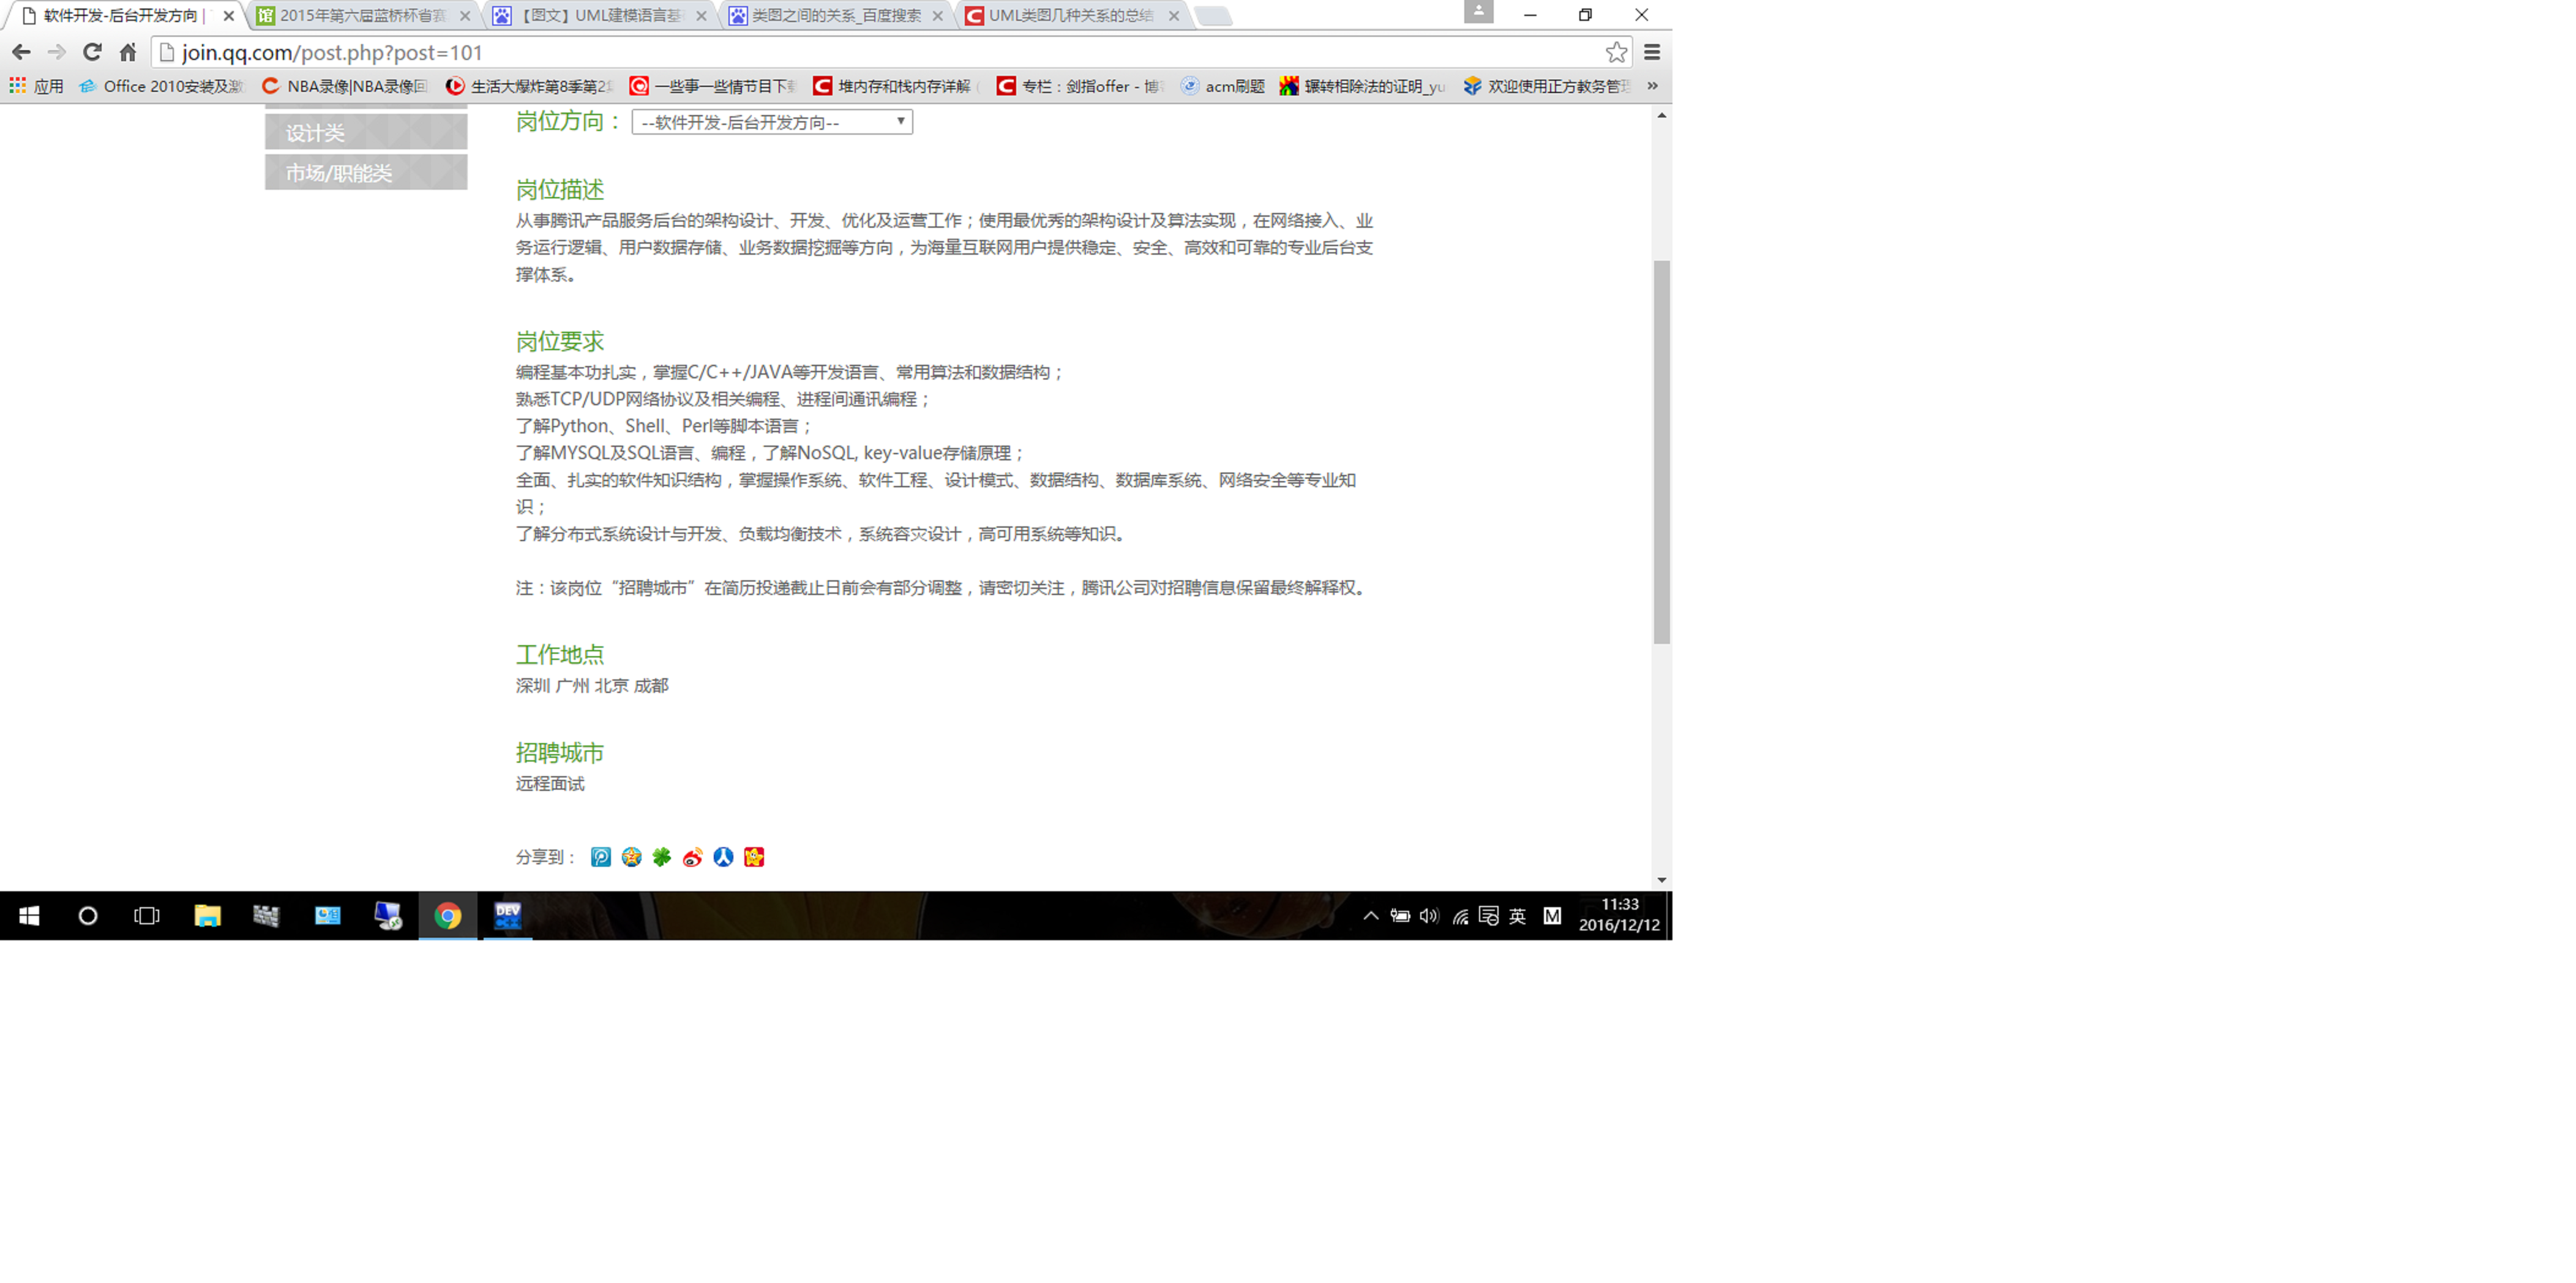 软件开发-后台开发方向 |
2015年第六届蓝桥杯省赛
【图文】UML建模语言基
类图之间的关系_百度搜索
UML类图几种关系的总结
join.qq.com/post.php?post=101
应用
Office 2010安装及激
NBA录像|NBA录像回
生活大爆炸第8季第2
一些事一些情节目下载
堆内存和栈内存详解 (
专栏：剑指offer - 博
acm刷题
辗转相除法的证明_yu
欢迎使用正方教务管理
»
设计类
市场/职能类
岗位方向：
--软件开发-后台开发方向--
岗位描述
从事腾讯产品服务后台的架构设计、开发、优化及运营工作；使用最优秀的架构设计及算法实现，在网络接入、业
务运行逻辑、用户数据存储、业务数据挖掘等方向，为海量互联网用户提供稳定、安全、高效和可靠的专业后台支
撑体系。
岗位要求
编程基本功扎实，掌握C/C++/JAVA等开发语言、常用算法和数据结构；
熟悉TCP/UDP网络协议及相关编程、进程间通讯编程；
了解Python、Shell、Perl等脚本语言；
了解MYSQL及SQL语言、编程，了解NoSQL, key-value存储原理；
全面、扎实的软件知识结构，掌握操作系统、软件工程、设计模式、数据结构、数据库系统、网络安全等专业知
识；
了解分布式系统设计与开发、负载均衡技术，系统容灾设计，高可用系统等知识。
注：该岗位“招聘城市”在简历投递截止日前会有部分调整，请密切关注，腾讯公司对招聘信息保留最终解释权。
工作地点
深圳 广州 北京 成都
招聘城市
远程面试
分享到：
DEV
C++
英
M
11:33
2016/12/12